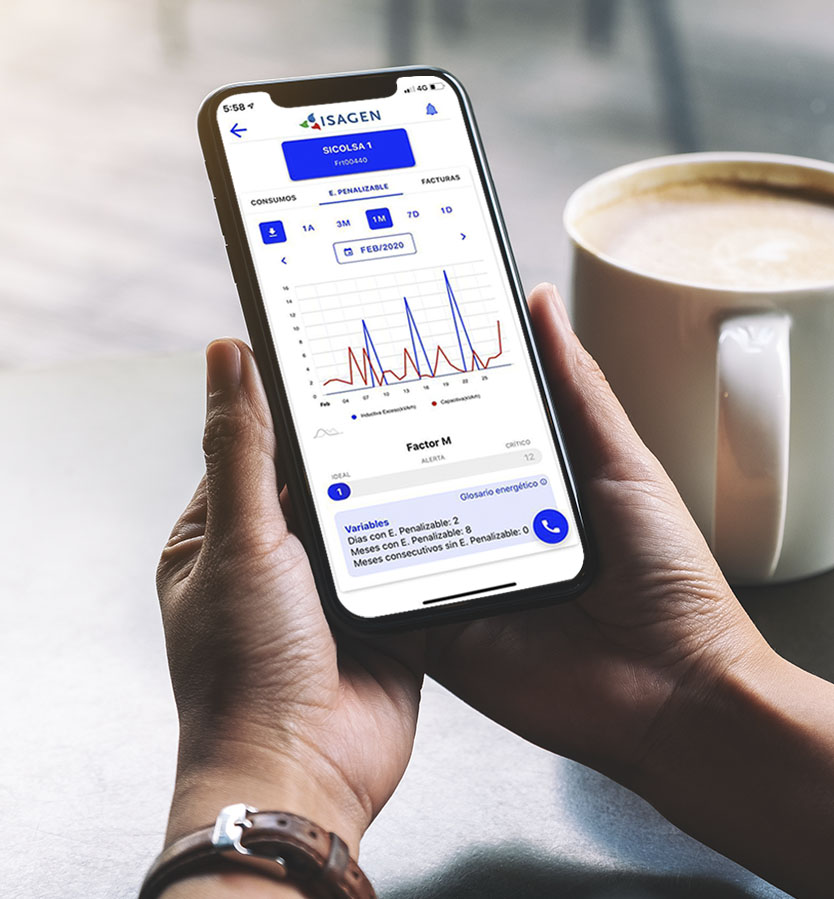 5:58
4G
ISAGEN
SICOLSA 1
Frt00440
CONSUMOS E. PENALIZABLE FACTURAS
1A 3M 1M 7D 1D
FEB/2020
16
14
12
10
8
6
4
2
0
Feb 04 07 10 13 16 19 22 25
Inductiva Exceso(kVArh) Capacitiva(kVArh)
Factor M
IDEAL ALERTA CRÍTICO
1 12
Glosario energético
Variables
Dias con E. Penalizable: 2
Meses con E. Penalizable: 8
Meses consecutivos sin E. Penalizable: 0